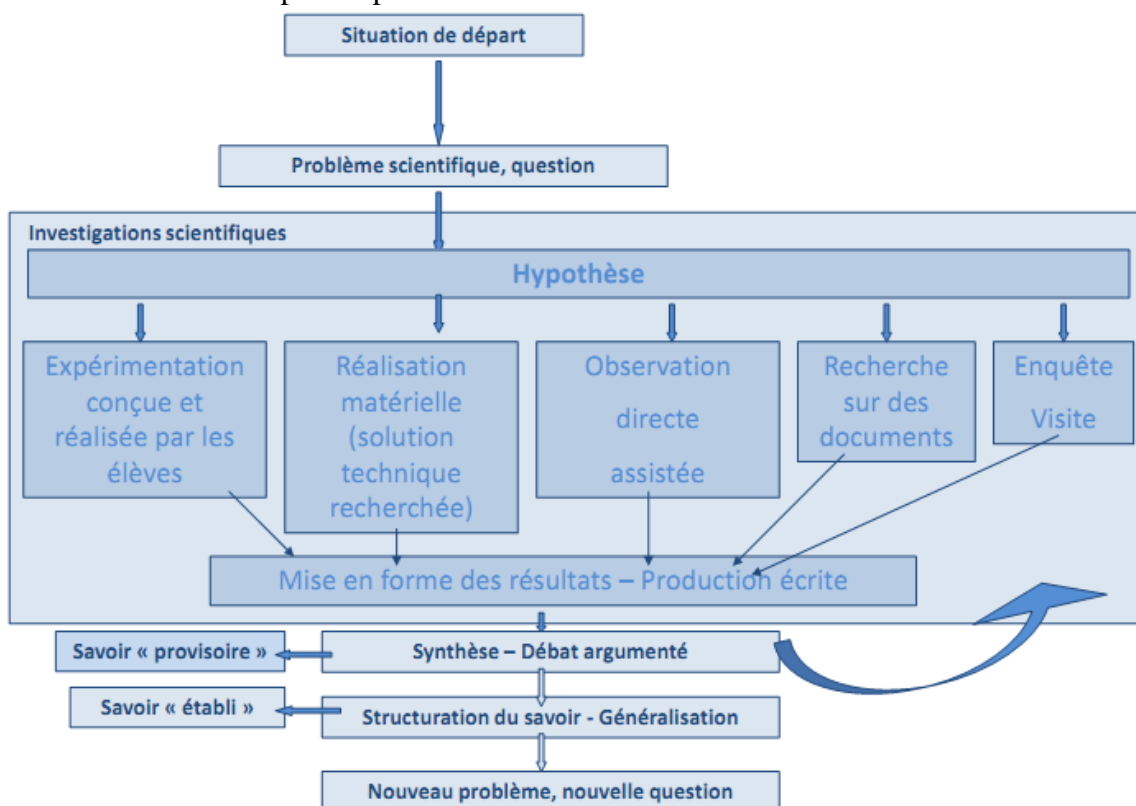 Situation de départ
Problème scientifique, question
Investigations scientifiques
Hypothèse
Expérimentation
conçue et
réalisée par les
élèves
Réalisation
matérielle
(solution
technique
recherchée)
Observation
directe
assistée
Recherche
sur des
documents
Enquête
Visite
Mise en forme des résultats – Production écrite
Savoir « provisoire »
Synthèse – Débat argumenté
Savoir « établi »
Structuration du savoir - Généralisation
Nouveau problème, nouvelle question